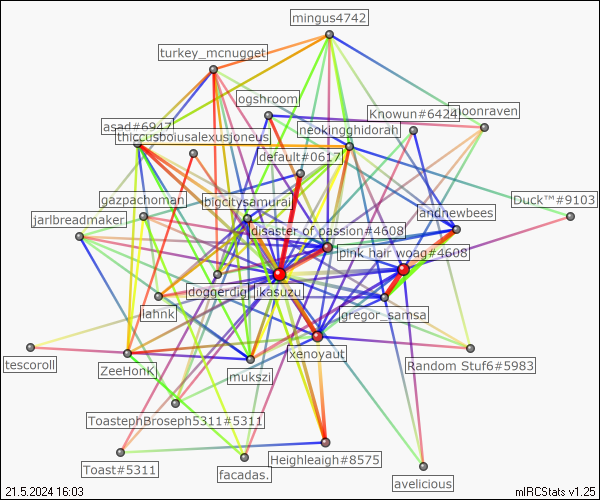 mingus4742
turkey_mcnugget
ogshroom
Knowun#6424
moonraven
asad#6947
neokingghidorah
thiccusboiusalexusjoneus
default#0617
gazpachoman
bigcitysamurai
Duck™#9103
jarlbreadmaker
andnewbees
disaster of passion#4608
pink hair woag#4608
doggerdigi
likasuzu
lahnk
gregor_samsa
xenoyaut
tescoroll
ZeeHonK
mukszi
Random Stuf6#5983
ToastephBroseph5311#5311
Toast#5311
Heighleaigh#8575
facadas.
avelicious
21.5.2024 16:03
mIRCStats v1.25